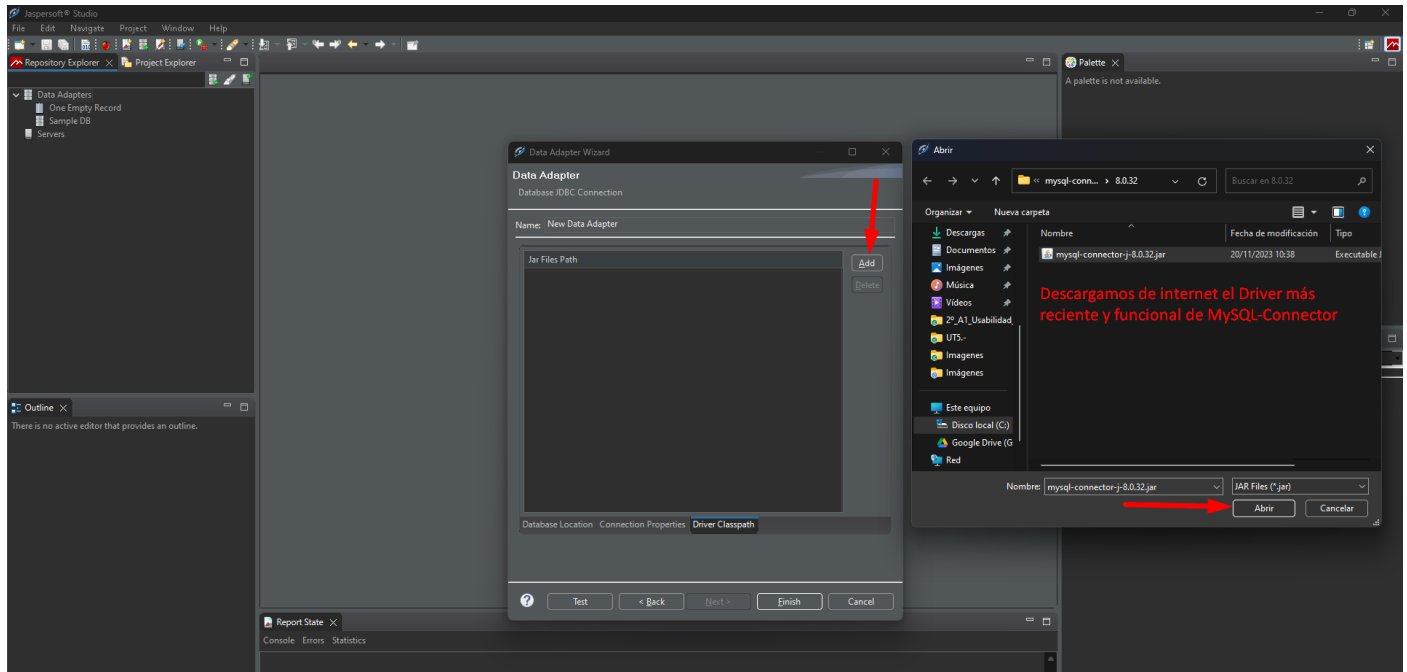 Jaspersoft® Studio
File Edit Navigate Project Window Help
Repository Explorer
Project Explorer
Data Adapters
One Empty Record
Sample DB
Servers
Outline
There is no active editor that provides an outline.
Data Adapter Wizard
Data Adapter
Database JDBC Connection
Name: New Data Adapter
Jar Files Path
Add
Delete
Database Location Connection Properties Driver Classpath
? Test < Back Next > Finish Cancel
Report State
Console Errors Statistics
Palette
A palette is not available.
Abrir
« mysql-conn... › 8.0.32
Buscar en 8.0.32
Organizar Nueva carpeta
?
Descargas
Documentos
Imágenes
Música
Vídeos
2º_A1_Usabilidad_
UT5.-
Imagenes
Imágenes
Este equipo
Disco local (C:)
Google Drive (G
Red
Nombre Fecha de modificación Tipo
mysql-connector-j-8.0.32.jar 20/11/2023 10:38 Executable J
Descargamos de internet el Driver más
reciente y funcional de MySQL-Connector
Nombre: mysql-connector-j-8.0.32.jar JAR Files (*.jar)
Abrir Cancelar